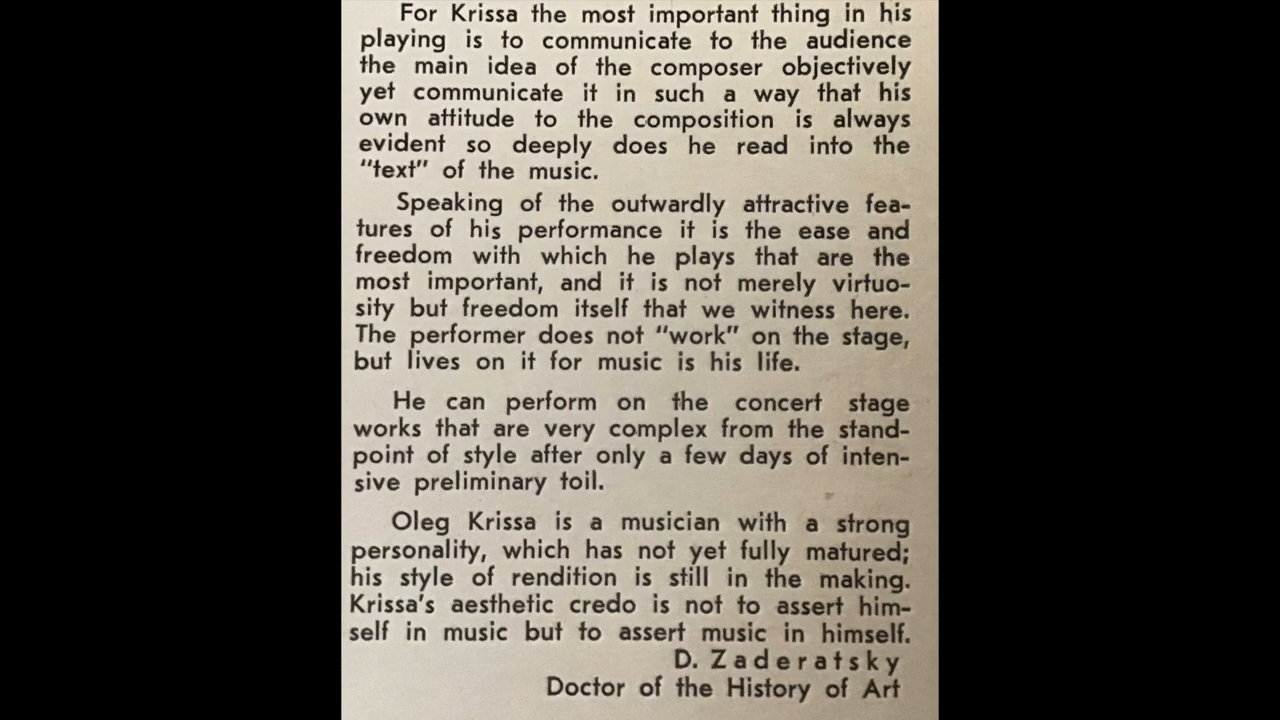 For Krissa the most important thing in his
playing is to communicate to the audience
the main idea of the composer objectively
yet communicate it in such a way that his
own attitude to the composition is always
evident so deeply does he read into the
“text” of the music.
Speaking of the outwardly attractive fea-
tures of his performance it is the ease and
freedom with which he plays that are the
most important, and it is not merely virtuo-
sity but freedom itself that we witness here.
The performer does not “work” on the stage,
but lives on it for music is his life.
He can perform on the concert stage
works that are very complex from the stand-
point of style after only a few days of inten-
sive preliminary toil.
Oleg Krissa is a musician with a strong
personality, which has not yet fully matured;
his style of rendition is still in the making.
Krissa’s aesthetic credo is not to assert him-
self in music but to assert music in himself.
D. Zaderatsky
Doctor of the History of Art